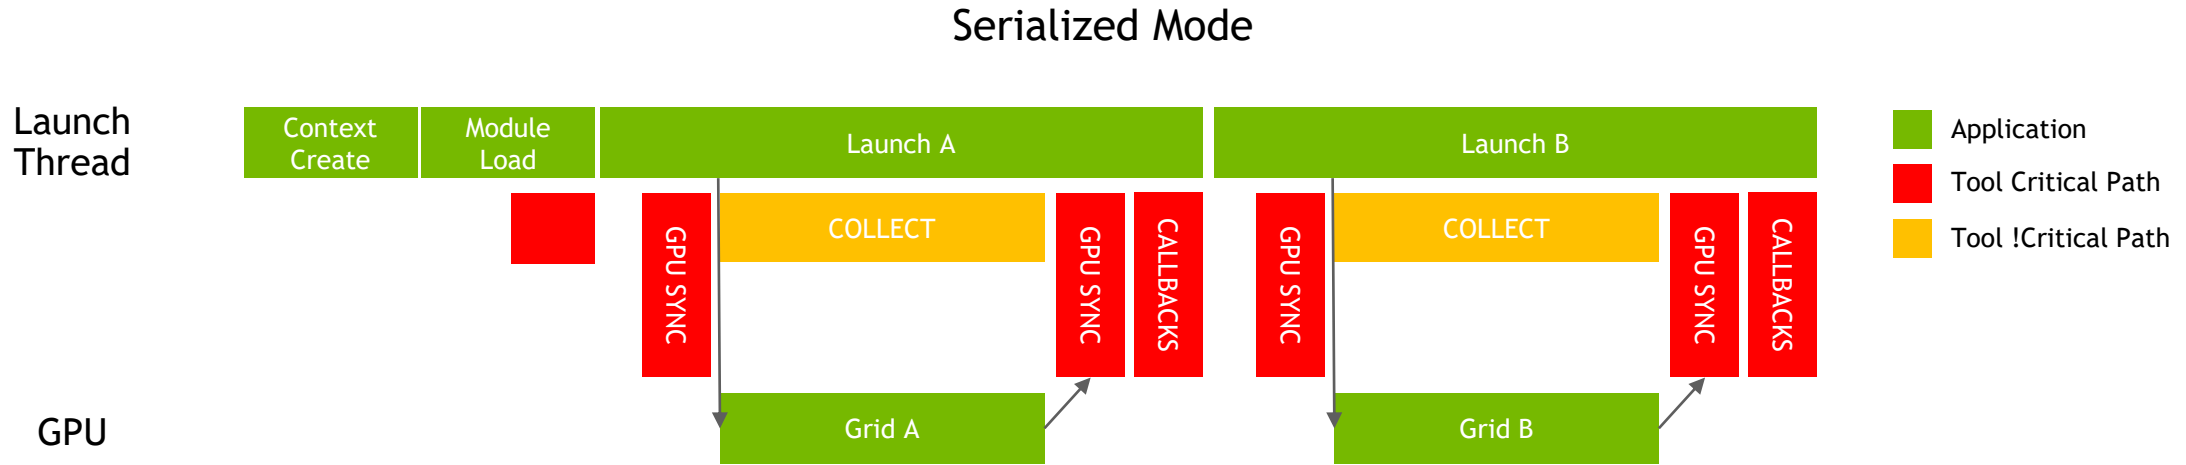 Serialized Mode
Launch
Thread
Context
Create
Module
Load
Launch A
Launch B
Application
Tool Critical Path
Tool !Critical Path
GPU SYNC
COLLECT
GPU SYNC
CALLBACKS
GPU SYNC
COLLECT
GPU SYNC
CALLBACKS
GPU
Grid A
Grid B